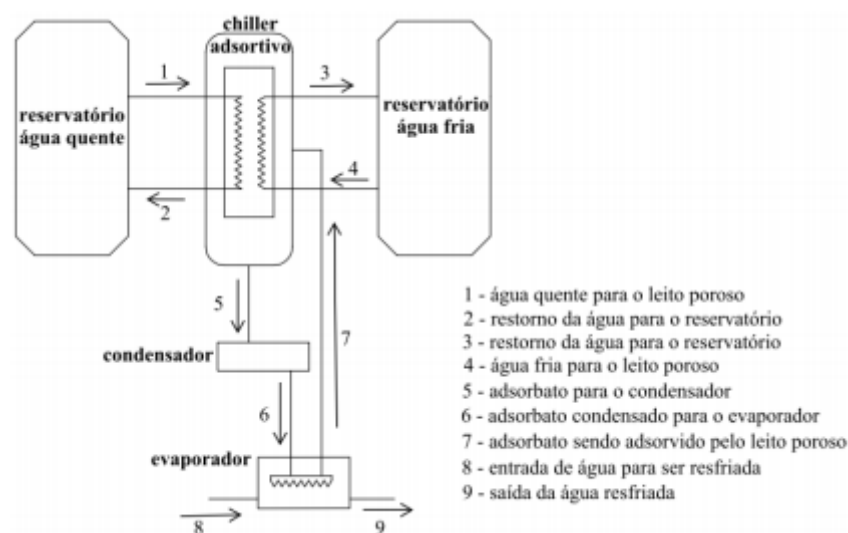 chiller
adsortivo
1
3
reservatório
água quente
reservatório
água fria
4
2
5
7
condensador
6
evaporador
8
9
1 - água quente para o leito poroso
2 - restorno da água para o reservatório
3 - restorno da água para o reservatório
4 - água fria para o leito poroso
5 - adsorbato para o condensador
6 - adsorbato condensado para o evaporador
7 - adsorbato sendo adsorvido pelo leito poroso
8 - entrada de água para ser resfriada
9 - saída da água resfriada